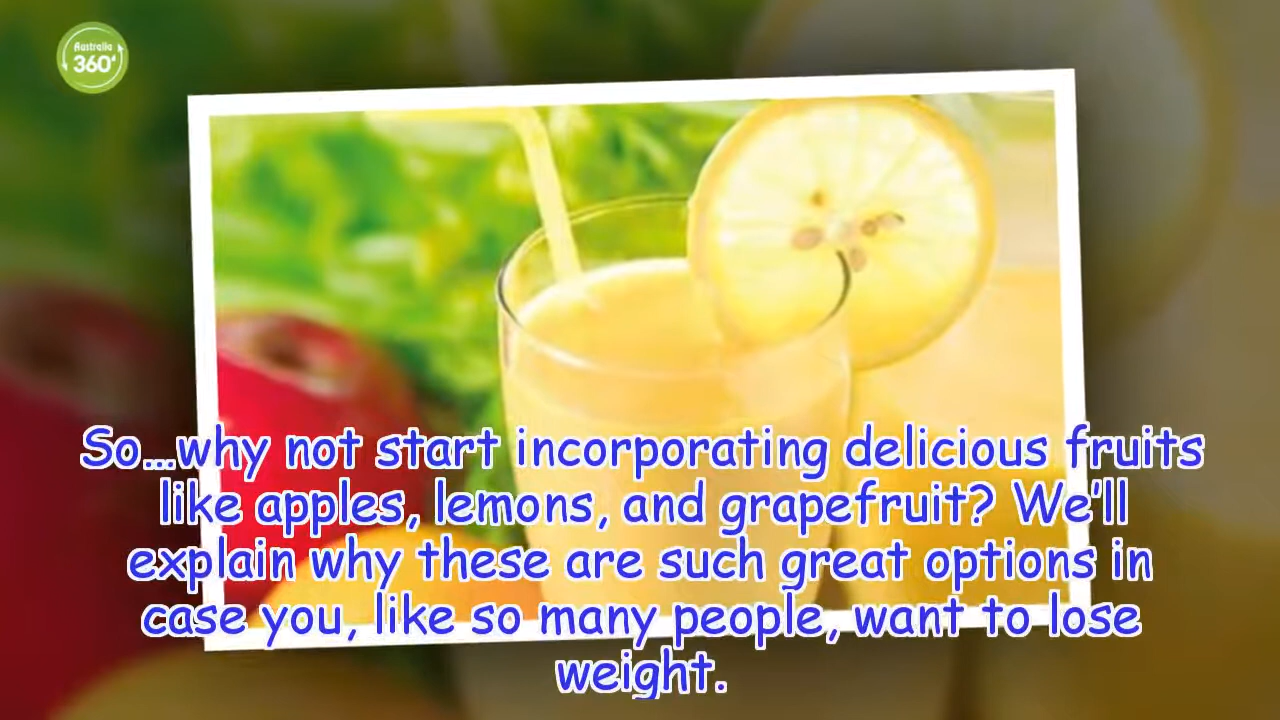 Australia
360°
So...why not start incorporating delicious fruits
like apples, lemons, and grapefruit? We'll
explain why these are such great options in
case you, like so many people, want to lose
weight.